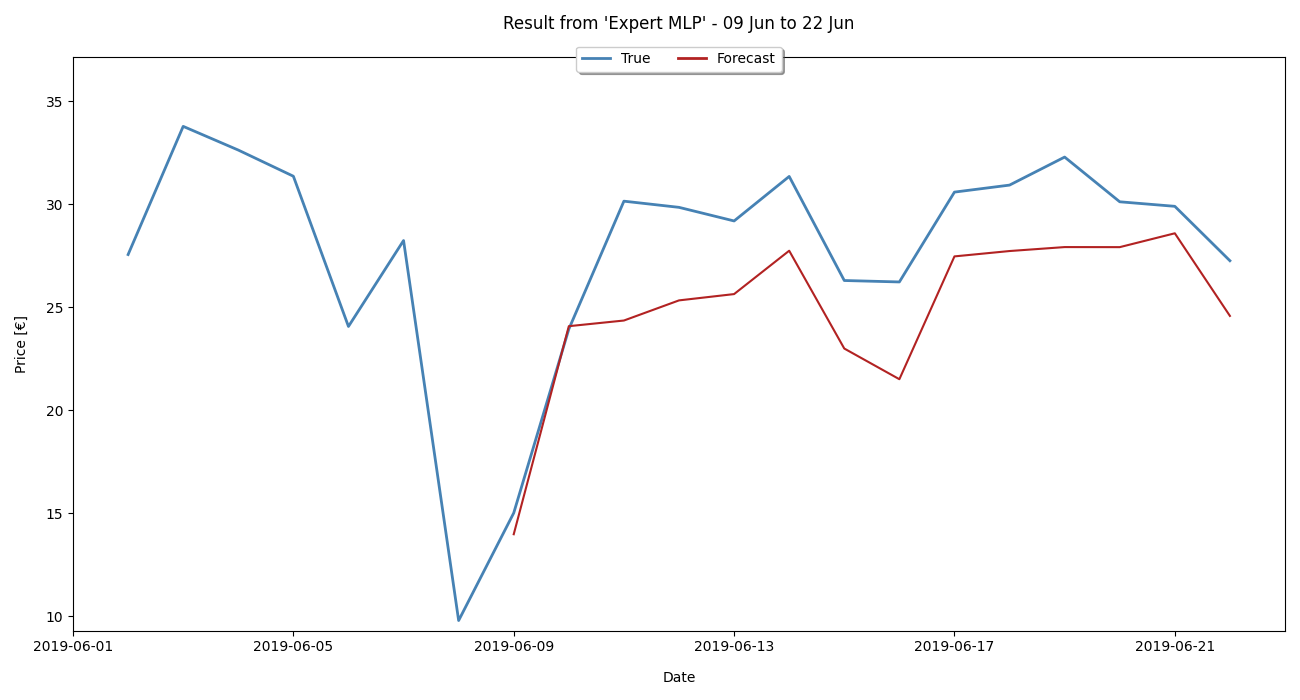 Result from 'Expert MLP' - 09 Jun to 22 Jun
True Forecast
Price [€]
35
30
25
20
15
10
2019-06-01 2019-06-05 2019-06-09 2019-06-13 2019-06-17 2019-06-21
Date